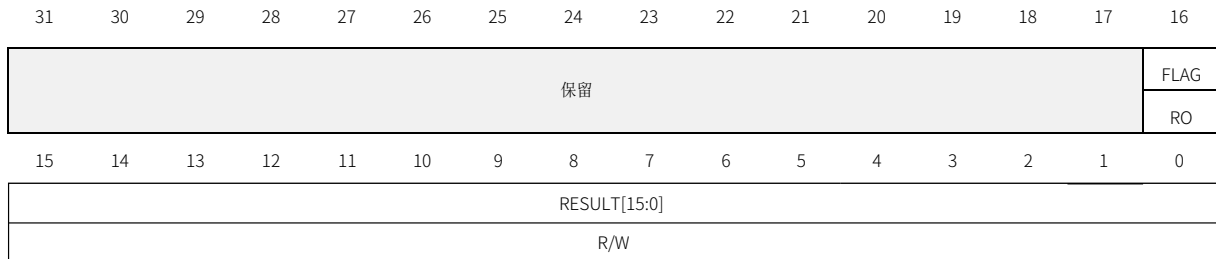 31 30 29 28 27 26 25 24 23 22 21 20 19 18 17 16
保留 FLAG
RO
15 14 13 12 11 10 9 8 7 6 5 4 3 2 1 0
RESULT[15:0]
R/W